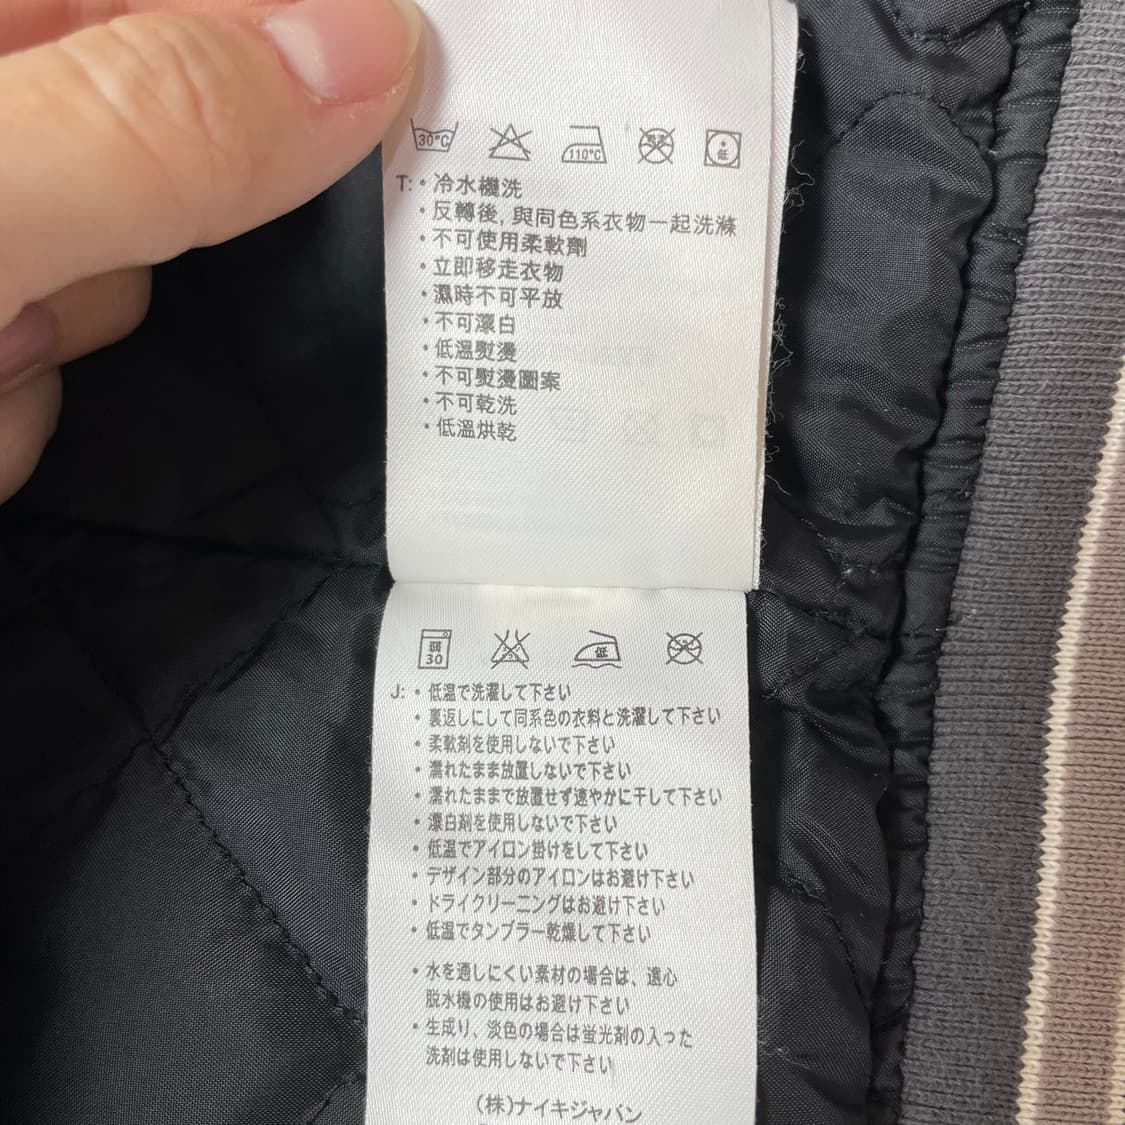 30°C 110°C 低
T: ・冷水機洗
・反轉後, 與同色系衣物一起洗滌
・不可使用柔軟劑
・立即移走衣物
・濕時不可平放
・不可漂白
・低溫熨燙
・不可熨燙圖案
・不可乾洗
・低溫烘乾
弱 30 低
J: ・低温で洗濯して下さい
・裏返しにして同系色の衣料と洗濯して下さい
・柔軟剤を使用しないで下さい
・濡れたまま放置しないで下さい
・濡れたままで放置せず速やかに干して下さい
・漂白剤を使用しないで下さい
・低温でアイロン掛けをして下さい
・デザイン部分のアイロンはお避け下さい
・ドライクリーニングはお避け下さい
・低温でタンブラー乾燥して下さい
・水を通しにくい素材の場合は、遠心
脱水機の使用はお避け下さい
・生成り、淡色の場合は蛍光剤の入った
洗剤は使用しないで下さい
(株)ナイキジャパン